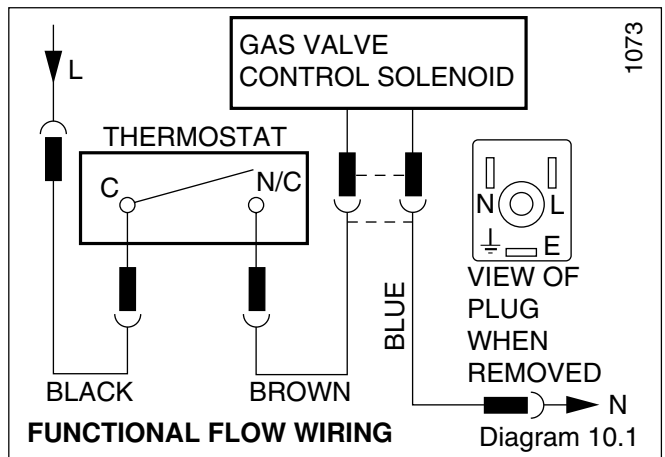 GAS VALVE
CONTROL SOLENOID
1073
L
THERMOSTAT
C
N/C
N
L
E
VIEW OF
PLUG
WHEN
REMOVED
BLUE
BLACK
BROWN
N
FUNCTIONAL FLOW WIRING
Diagram 10.1